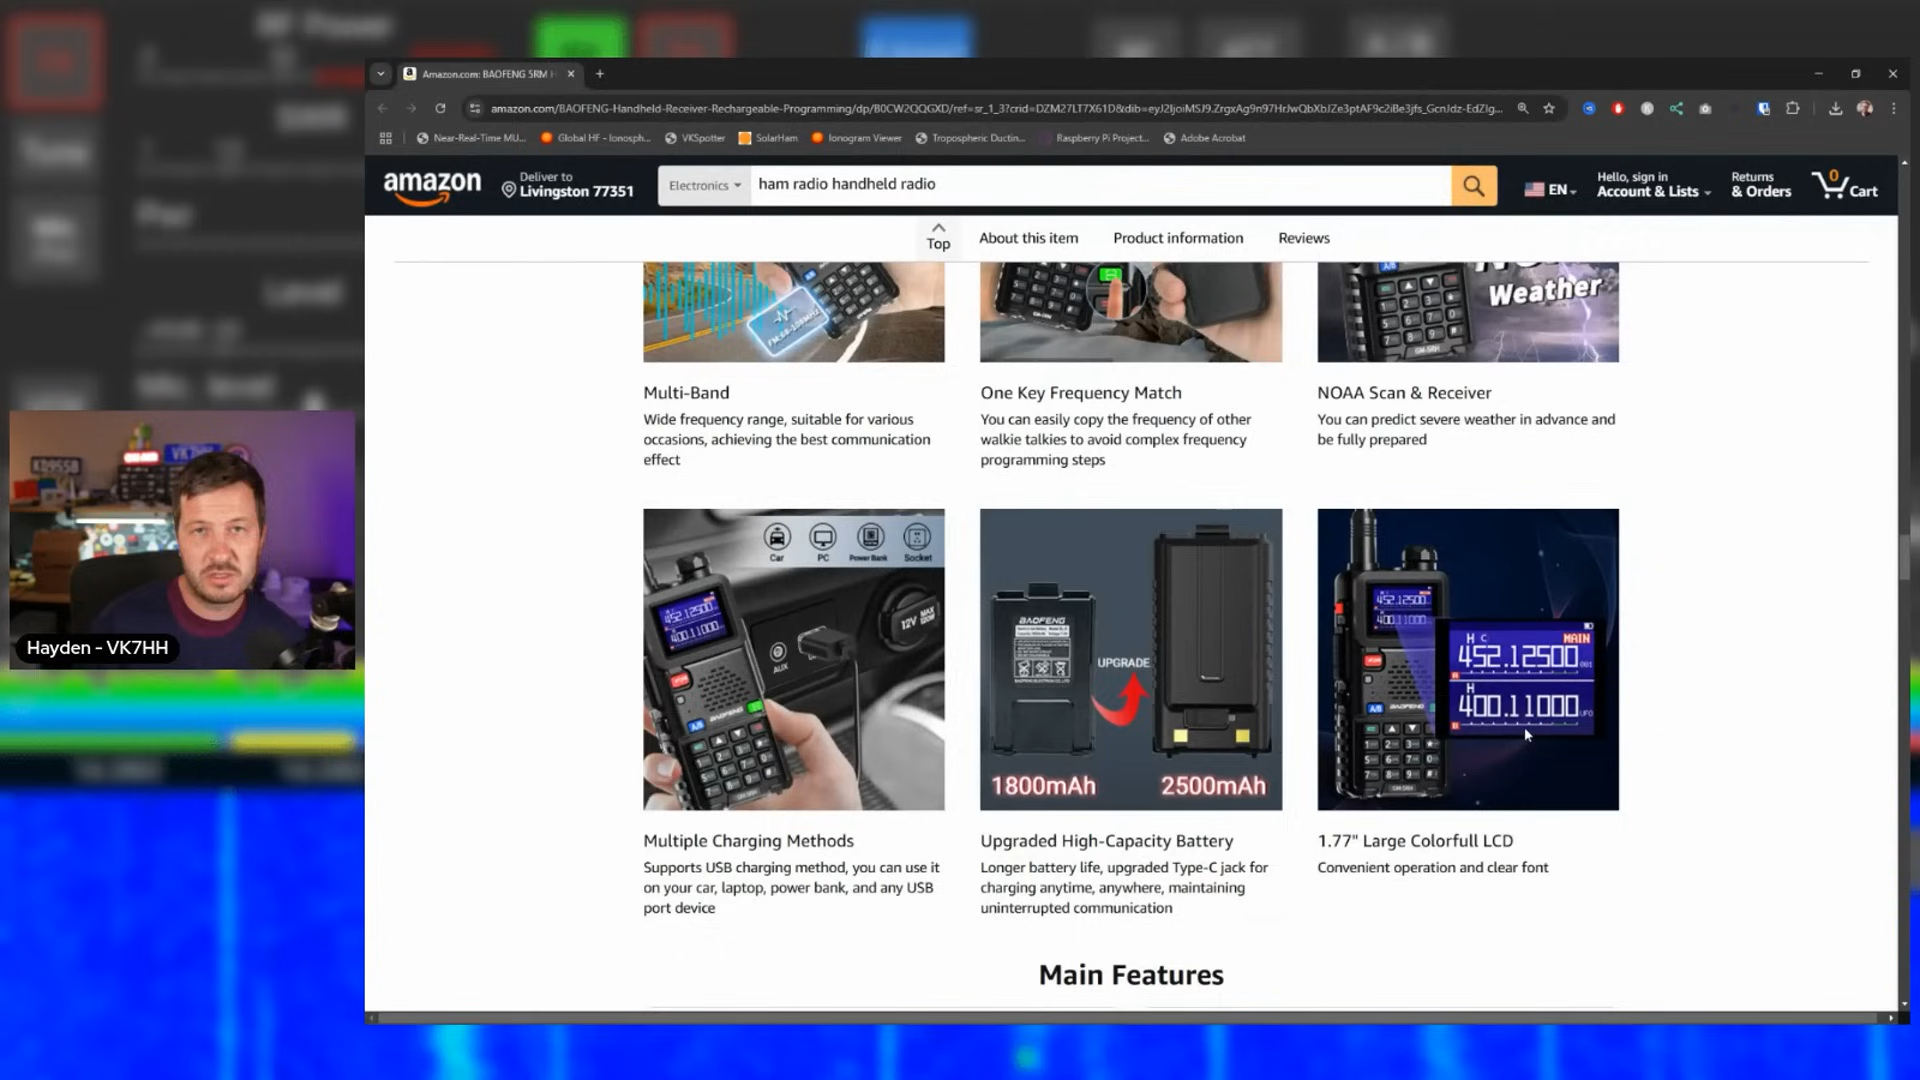 Amazon.com: BAOFENG 5RM H
amazon.com/BAOFENG-Handheld-Receiver-Rechargeable-Programming/dp/B0CW2QQGXD/ref=sr_1_3?crid=DZM27LT7X61D&dib=
Near-Real-Time MU...
Global HF - Ionosph...
VKSpotter
SolarHam
Ionogram Viewer
Tropospheric Ductin...
Raspberry Pi Project...
Adobe Acrobat
amazon
Deliver to
Livingston 77351
Electronics
ham radio handheld radio
EN
Hello, sign in
Account & Lists
Returns
& Orders
0
Cart
Top
About this item
Product information
Reviews
Weather
Multi-Band
Wide frequency range, suitable for various
occasions, achieving the best communication
effect
One Key Frequency Match
You can easily copy the frequency of other
walkie talkies to avoid complex frequency
programming steps
NOAA Scan & Receiver
You can predict severe weather in advance and
be fully prepared
Car
PC
Power Bank
Socket
452.12500
400.11000
AUX
12V
MAX
BAOFENG
A/B
BAOFENG
UPGRADE
1800mAh
2500mAh
H C
MAIN
452.12500
H
400.11000
A/B
Multiple Charging Methods
Supports USB charging method, you can use it
on your car, laptop, power bank, and any USB
port device
Upgraded High-Capacity Battery
Longer battery life, upgraded Type-C jack for
charging anytime, anywhere, maintaining
uninterrupted communication
1.77" Large Colorfull LCD
Convenient operation and clear font
Main Features
Hayden - VK7HH